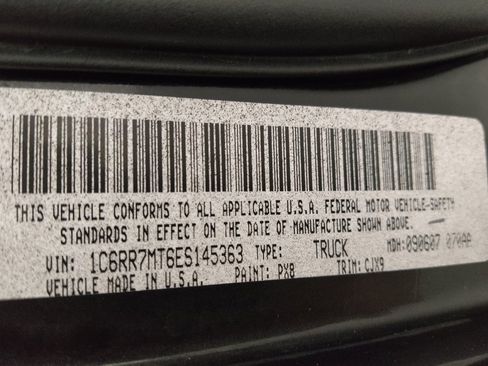 THIS VEHICLE CONFORMS TO ALL APPLICABLE U.S.A. FEDERAL MOTOR VEHICLE-SAFETY
STANDARDS IN EFFECT ON THE DATE OF MANUFACTURE SHOWN ABOVE.
VIN: 1C6RR7MT6ES145363 TYPE: TRUCK MDH: 090607 070AA
VEHICLE MADE IN U.S.A. PAINT: PX8 TRIM: CJX9